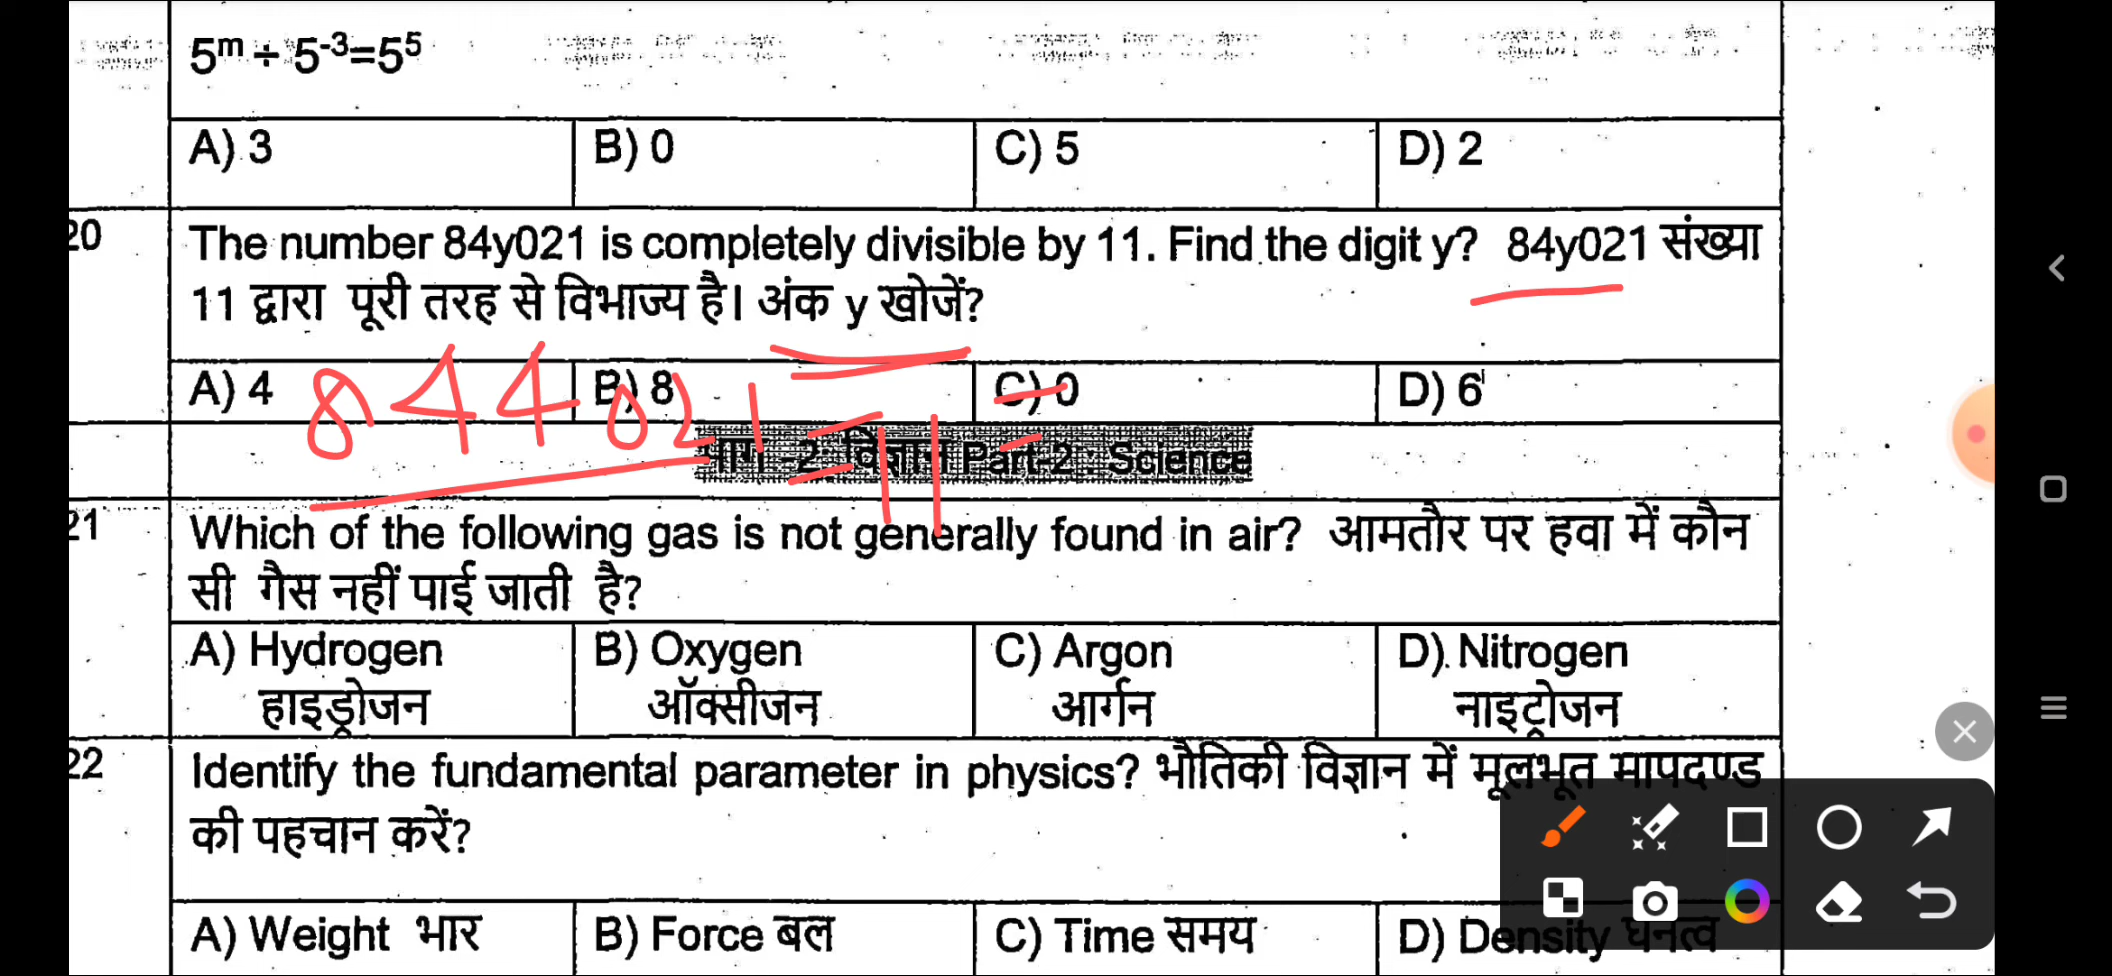 5ᵐ ÷ 5⁻³=5⁵
A) 3 B) 0 C) 5 D) 2
20 The number 84y021 is completely divisible by 11. Find the digit y? 84y021 संख्या
11 द्वारा पूरी तरह से विभाज्य है। अंक y खोजें?
A) 4 B) 8 C) 0 D) 6
844021
11
भाग -2: विज्ञान Part-2 : Science
21 Which of the following gas is not generally found in air? आमतौर पर हवा में कौन
सी गैस नहीं पाई जाती है?
A) Hydrogen B) Oxygen C) Argon D) Nitrogen
हाइड्रोजन ऑक्सीजन आर्गन नाइट्रोजन
22 Identify the fundamental parameter in physics? भौतिकी विज्ञान में मूलभूत मापदण्ड
की पहचान करें?
A) Weight भार B) Force बल C) Time समय D) Density घनत्व